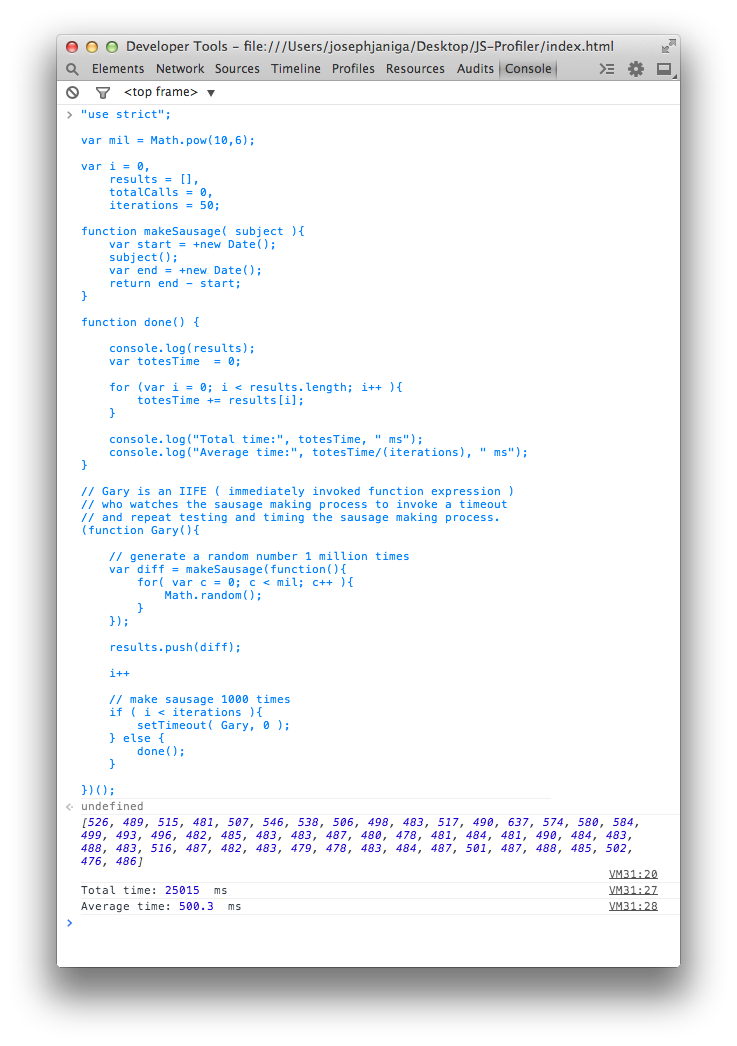 Developer Tools - file:///Users/josephjaniga/Desktop/JS-Profiler/index.html
Elements Network Sources Timeline Profiles Resources Audits Console
<top frame> ▼
> "use strict";
var mil = Math.pow(10,6);
var i = 0,
    results = [],
    totalCalls = 0,
    iterations = 50;
function makeSausage( subject ){
    var start = +new Date();
    subject();
    var end = +new Date();
    return end - start;
}
function done() {
    console.log(results);
    var totesTime  = 0;
    for (var i = 0; i < results.length; i++ ){
        totesTime += results[i];
    }
    console.log("Total time:", totesTime, " ms");
    console.log("Average time:", totesTime/(iterations), " ms");
}
// Gary is an IIFE ( immediately invoked function expression )
// who watches the sausage making process to invoke a timeout
// and repeat testing and timing the sausage making process.
(function Gary(){
    // generate a random number 1 million times
    var diff = makeSausage(function(){
        for( var c = 0; c < mil; c++ ){
            Math.random();
        }
    });
    results.push(diff);
    i++
    // make sausage 1000 times
    if ( i < iterations ){
        setTimeout( Gary, 0 );
    } else {
        done();
    }
})();
undefined
[526, 489, 515, 481, 507, 546, 538, 506, 498, 483, 517, 490, 637, 574, 580, 584,
499, 493, 496, 482, 485, 483, 483, 487, 480, 478, 481, 484, 481, 490, 484, 483,
488, 483, 516, 487, 482, 483, 479, 478, 483, 484, 487, 501, 487, 488, 485, 502,
476, 486]
VM31:20
Total time: 25015  ms VM31:27
Average time: 500.3  ms VM31:28
>